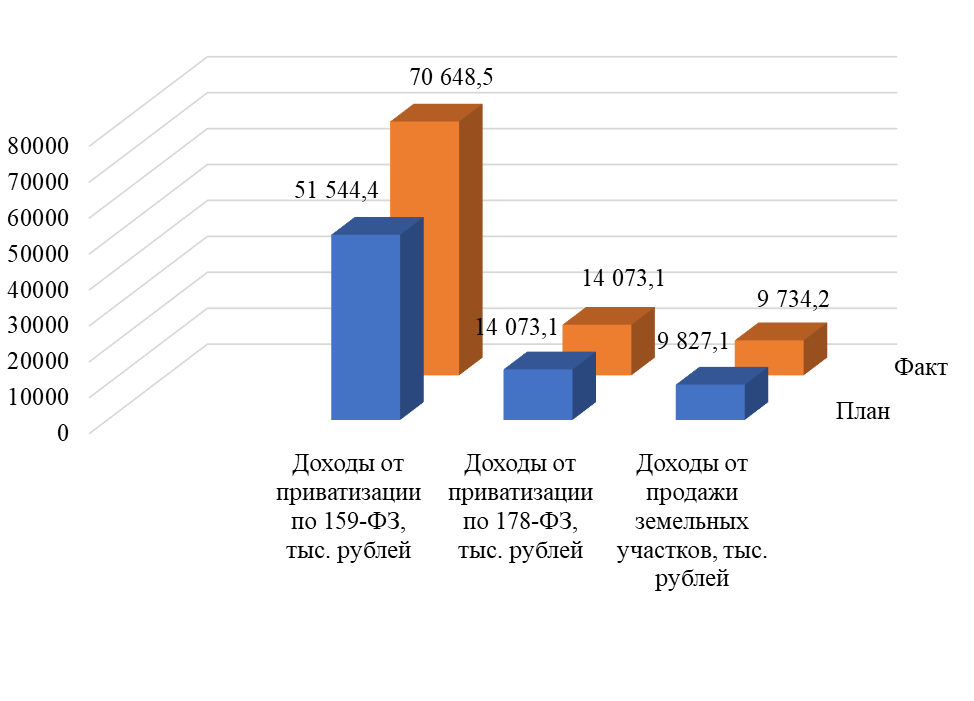 70 648,5
80000
70000
51 544,4
60000
50000
14 073,1
40000
9 734,2
30000
14 073,1
9 827,1
20000
Факт
10000
План
0
Доходы от
приватизации
по 159-ФЗ,
тыс. рублей
Доходы от
приватизации
по 178-ФЗ,
тыс. рублей
Доходы от
продажи
земельных
участков, тыс.
рублей